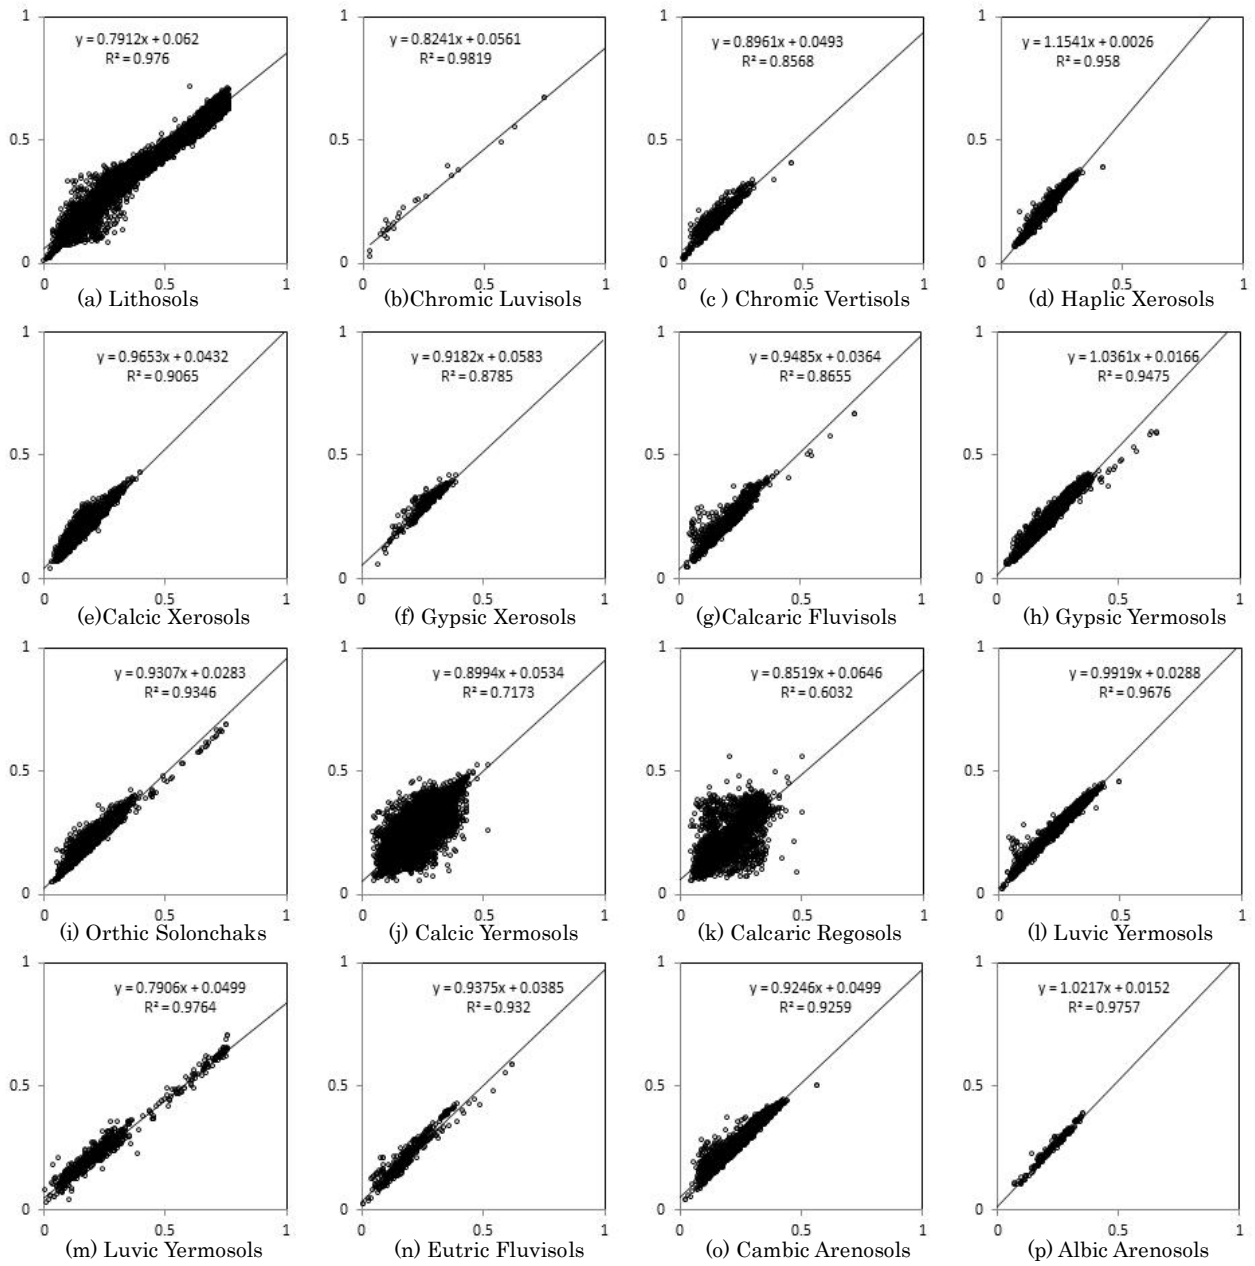 1 1 1 1
y = 0.7912x + 0.062
R² = 0.976
y = 0.8241x + 0.0561
R² = 0.9819
y = 0.8961x + 0.0493
R² = 0.8568
y = 1.1541x + 0.0026
R² = 0.958
0.5 0.5 0.5 0.5
0 0 0 0
0 0.5 1 0 0.5 1 0 0.5 1 0 0.5 1
(a) Lithosols
(b)Chromic Luvisols
(c ) Chromic Vertisols
(d) Haplic Xerosols
1 1 1 1
y = 0.9653x + 0.0432
R² = 0.9065
y = 0.9182x + 0.0583
R² = 0.8785
y = 0.9485x + 0.0364
R² = 0.8655
y = 1.0361x + 0.0166
R² = 0.9475
0.5 0.5 0.5 0.5
0 0 0 0
0 0.5 1 0 0.5 1 0 0.5 1 0 0.5 1
(e)Calcic Xerosols
(f) Gypsic Xerosols
(g)Calcaric Fluvisols
(h) Gypsic Yermosols
1 1 1 1
y = 0.9307x + 0.0283
R² = 0.9346
y = 0.8994x + 0.0534
R² = 0.7173
y = 0.8519x + 0.0646
R² = 0.6032
y = 0.9919x + 0.0288
R² = 0.9676
0.5 0.5 0.5 0.5
0 0 0 0
0 0.5 1 0 0.5 1 0 0.5 1 0 0.5 1
(i) Orthic Solonchaks
(j) Calcic Yermosols
(k) Calcaric Regosols
(l) Luvic Yermosols
1 1 1 1
y = 0.7906x + 0.0499
R² = 0.9764
y = 0.9375x + 0.0385
R² = 0.932
y = 0.9246x + 0.0499
R² = 0.9259
y = 1.0217x + 0.0152
R² = 0.9757
0.5 0.5 0.5 0.5
0 0 0 0
0 0.5 1 0 0.5 1 0 0.5 1 0 0.5 1
(m) Luvic Yermosols
(n) Eutric Fluvisols
(o) Cambic Arenosols
(p) Albic Arenosols